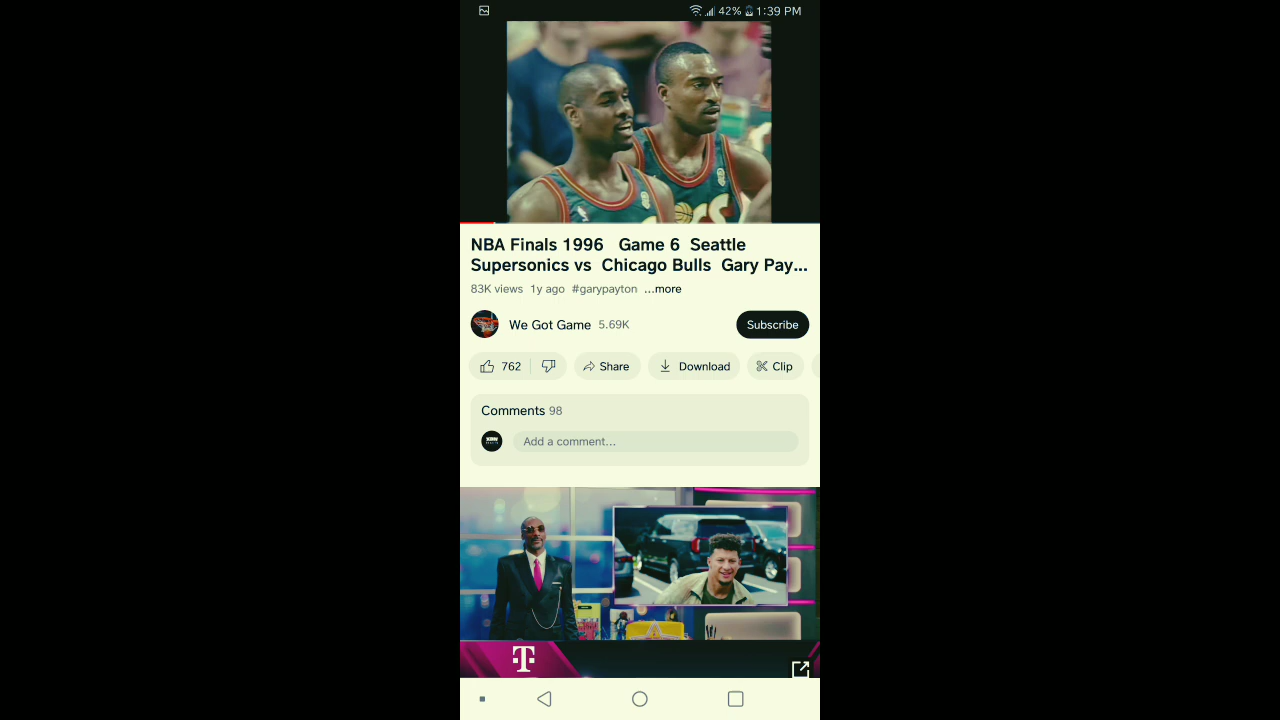 42% 1:39 PM
NBA Finals 1996 Game 6 Seattle
Supersonics vs Chicago Bulls Gary Pay...
83K views 1y ago #garypayton ...more
We Got Game 5.69K
Subscribe
762
Share
Download
Clip
Comments 98
Add a comment...
T